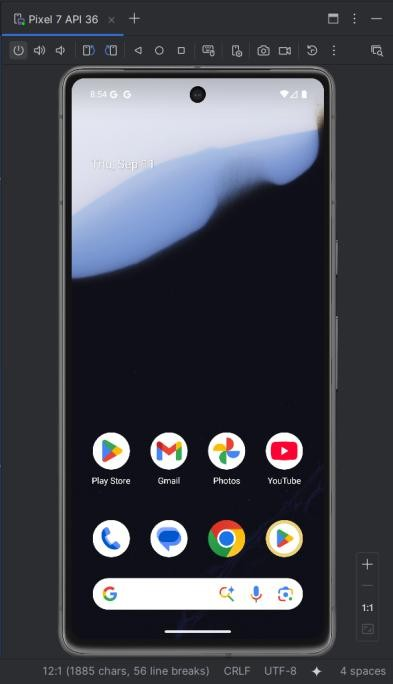 Pixel 7 API 36
8:54
Thu, Sep 11
Play Store Gmail Photos YouTube
1:1
12:1 (1885 chars, 56 line breaks) CRLF UTF-8 4 spaces